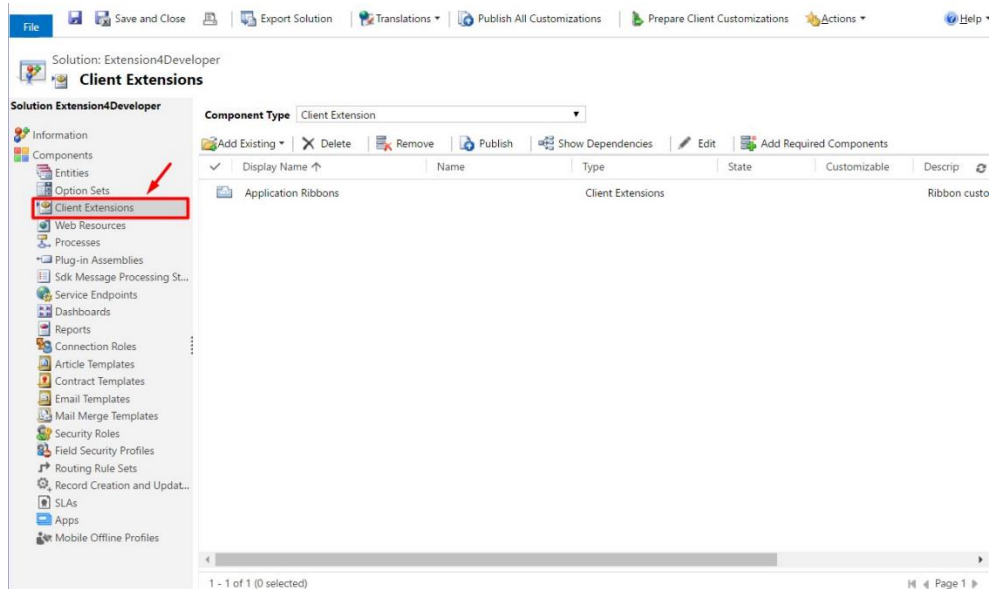 File Save and Close Export Solution Translations Publish All Customizations Prepare Client Customizations Actions Help
Solution: Extension4Developer
Client Extensions
Solution Extension4Developer
Information
Components
Entities
Option Sets
Client Extensions
Web Resources
Processes
Plug-in Assemblies
Sdk Message Processing St...
Service Endpoints
Dashboards
Reports
Connection Roles
Article Templates
Contract Templates
Email Templates
Mail Merge Templates
Security Roles
Field Security Profiles
Routing Rule Sets
Record Creation and Updat...
SLAs
Apps
Mobile Offline Profiles
Component Type Client Extension
Add Existing Delete Remove Publish Show Dependencies Edit Add Required Components
Display Name Name Type State Customizable Descrip
Application Ribbons Client Extensions Ribbon custo
1 - 1 of 1 (0 selected) Page 1